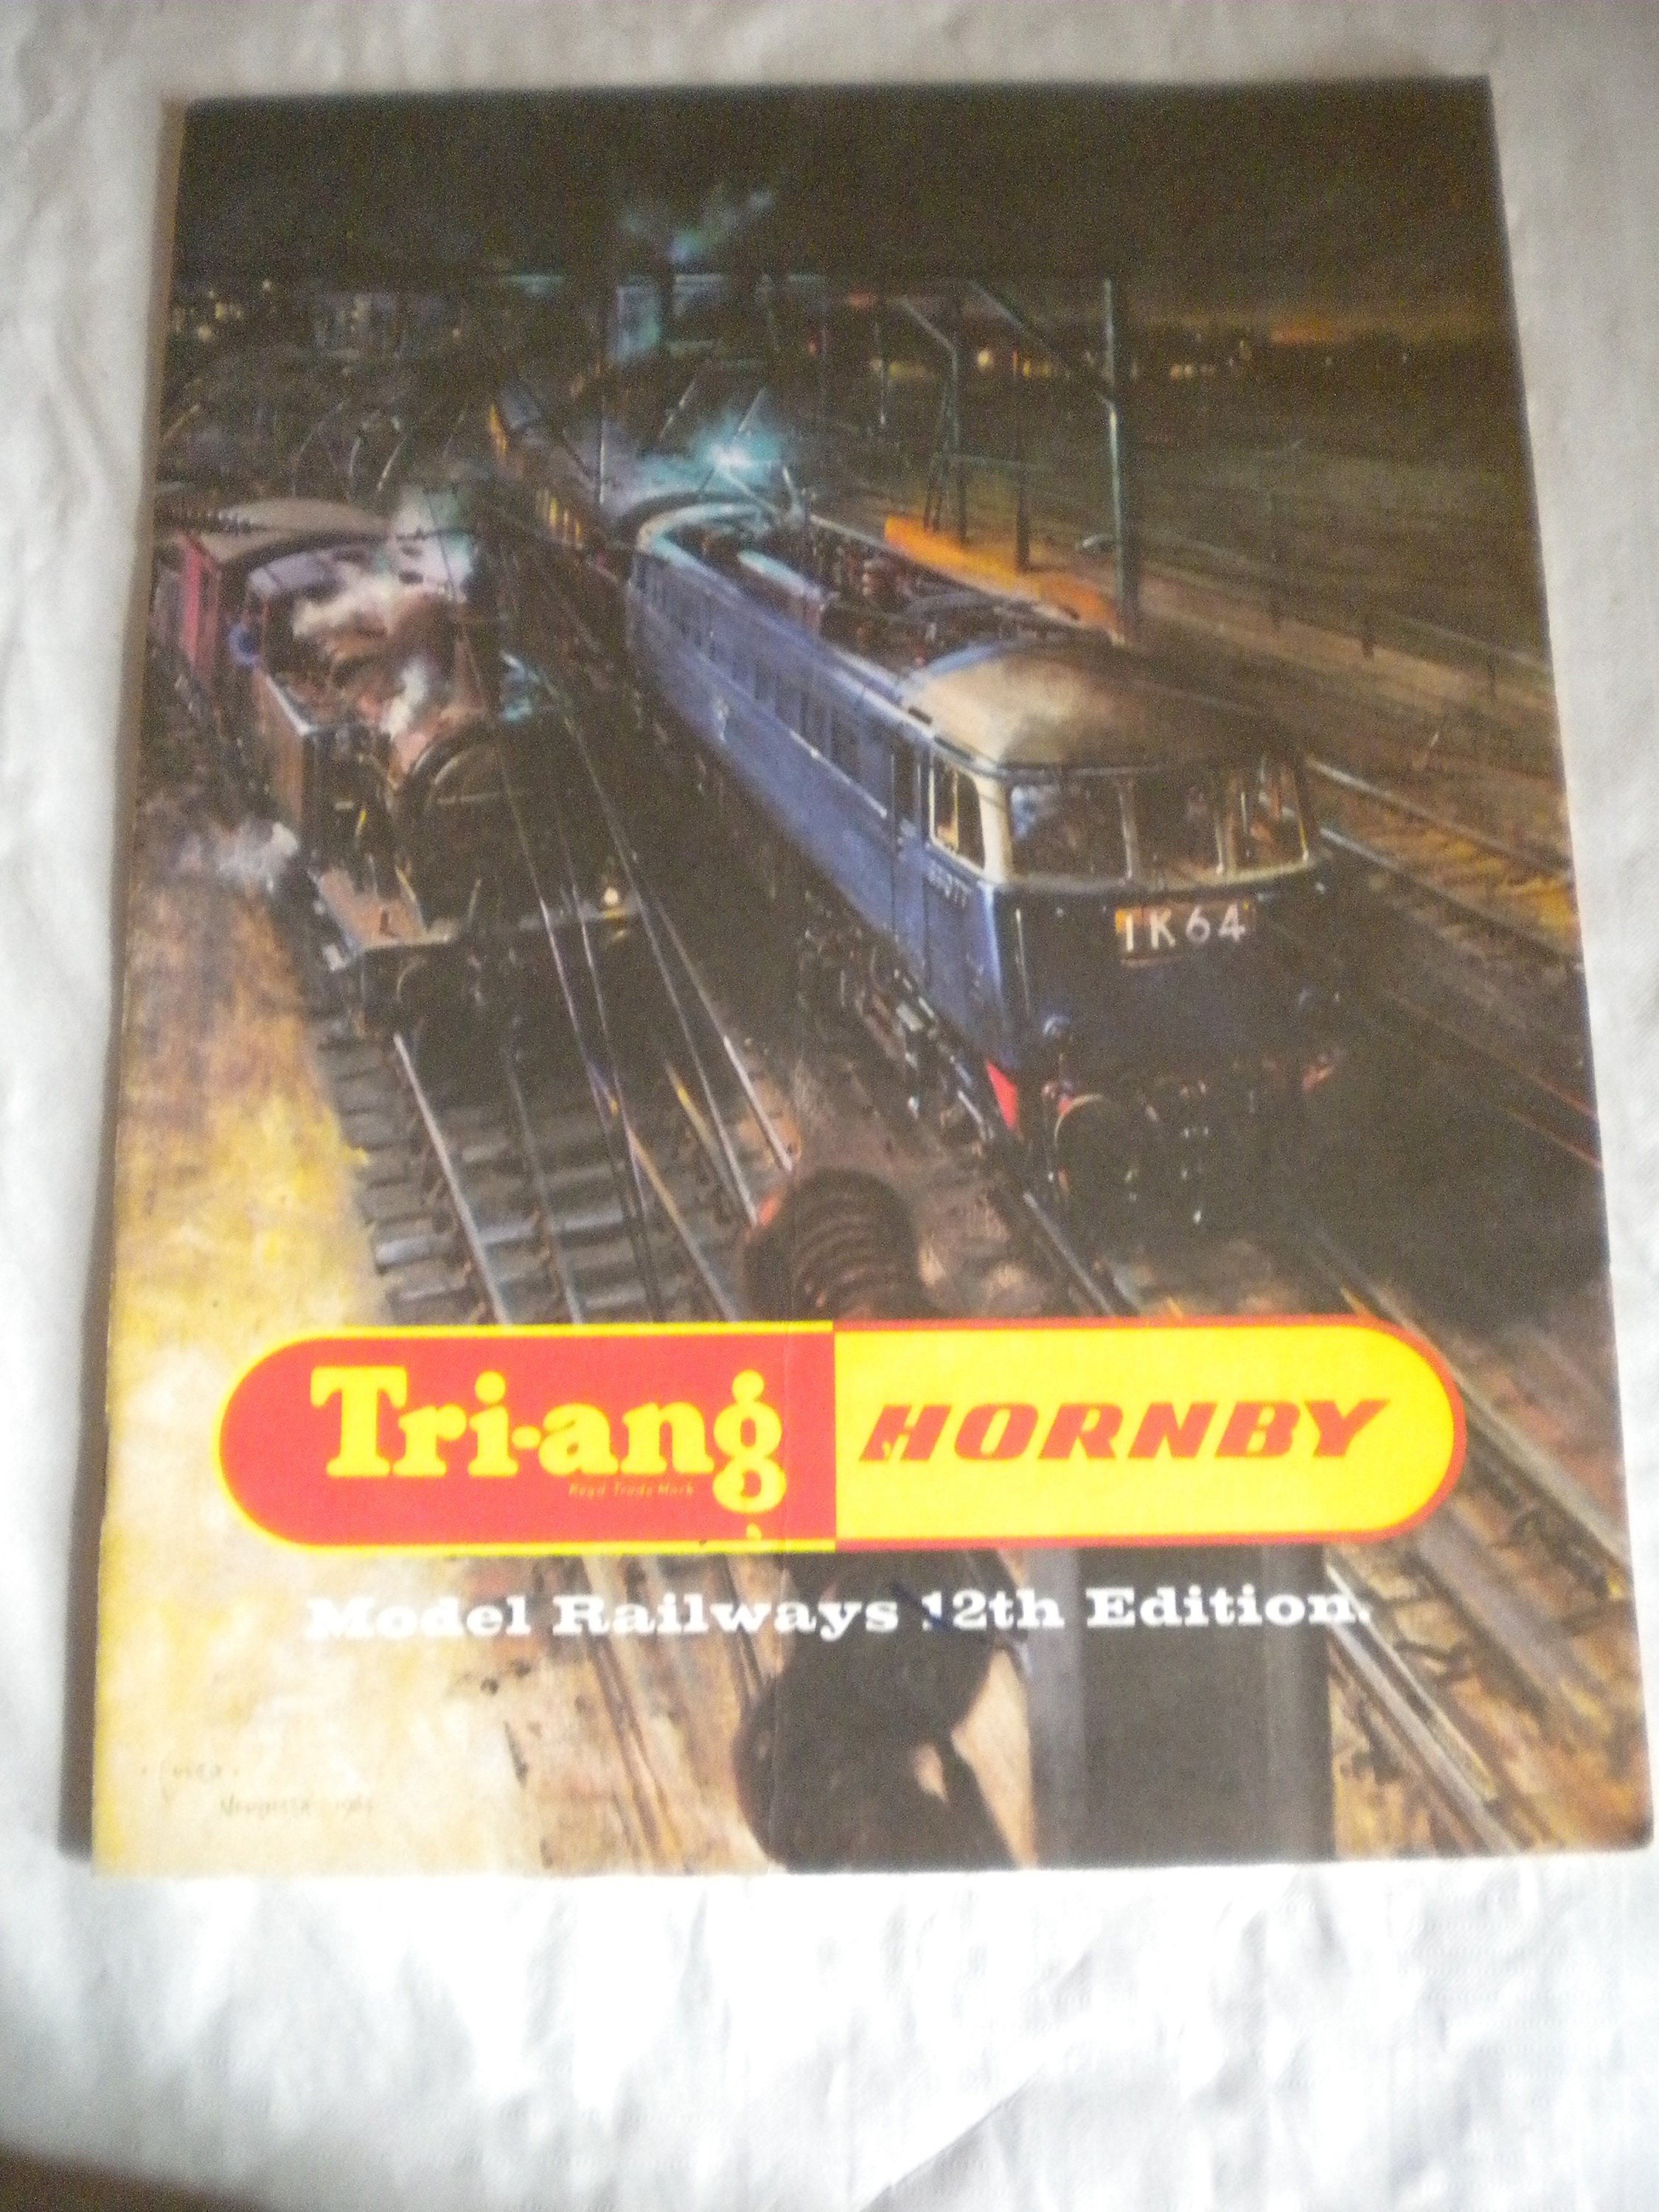 1K64
Tri-ang HORNBY
Regd Trade Mark
Model Railways 12th Edition.